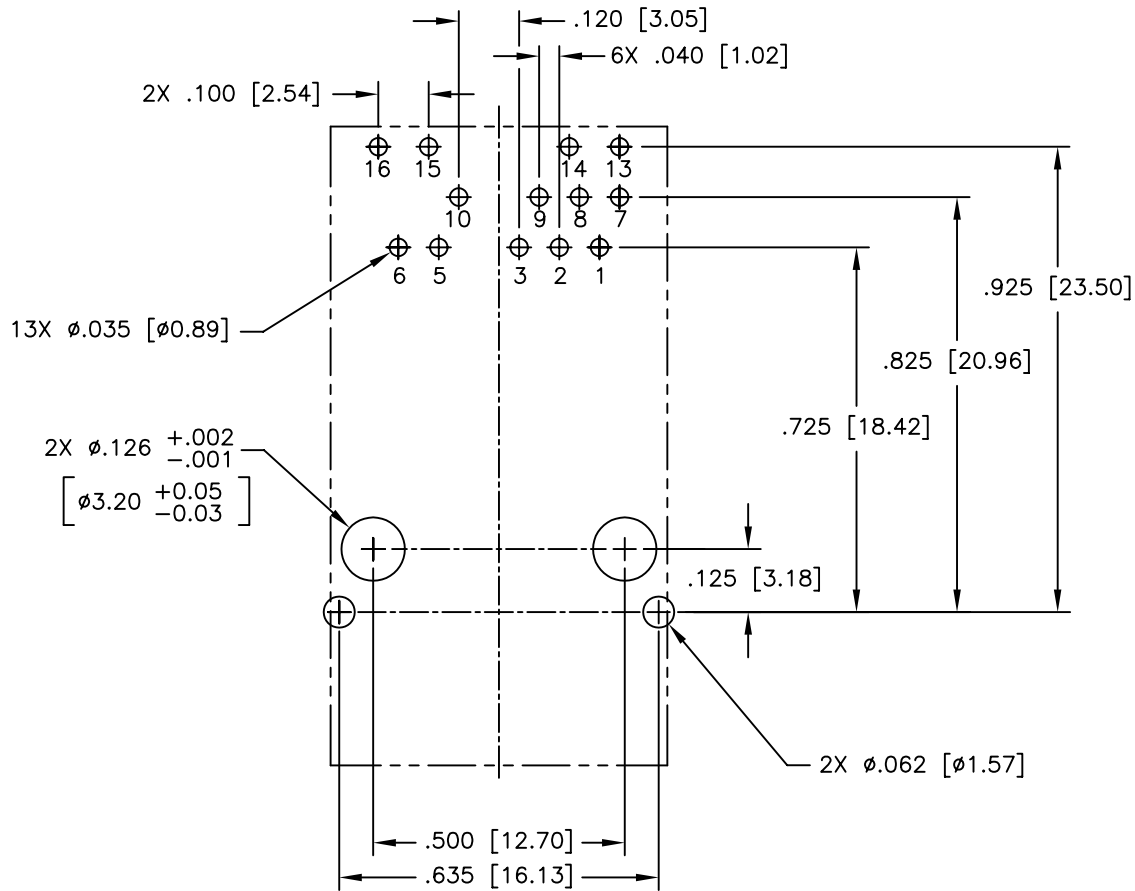 .120 [3.05]
6X .040 [1.02]
2X .100 [2.54]
16 15 14 13
10 9 8 7
6 5 3 2 1
.925 [23.50]
13X ø.035 [ø0.89]
.825 [20.96]
.725 [18.42]
2X ø.126 +.002
-.001
[ø3.20 +0.05
-0.03 ]
.125 [3.18]
2X ø.062 [ø1.57]
.500 [12.70]
.635 [16.13]